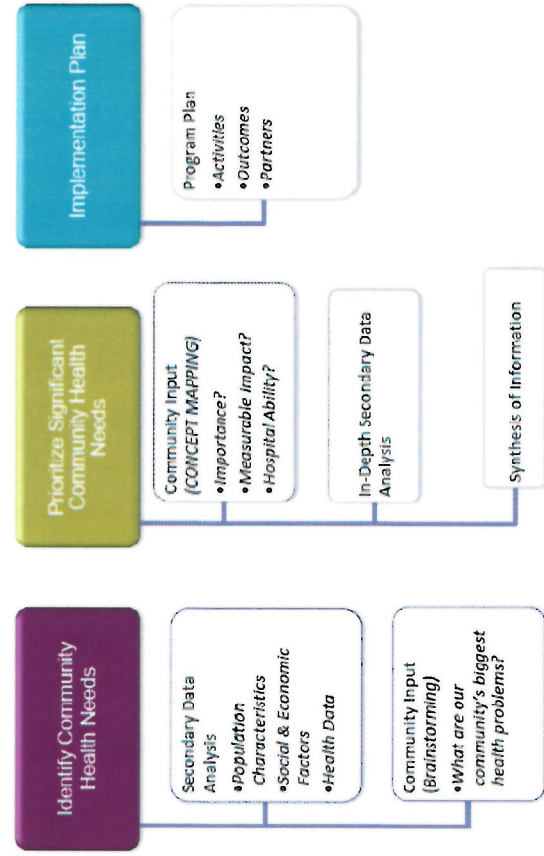 Identify Community
Health Needs
Secondary Data
Analysis
•Population
Characteristics
•Social & Economic
Factors
•Health Data
Community Input
(Brainstorming)
•What are our
community's biggest
health problems?
Prioritize Significant
Community Health
Needs
Community Input
(CONCEPT MAPPING)
•Importance?
•Measurable Impact?
•Hospital Ability?
In-Depth Secondary Data
Analysis
Synthesis of Information
Implementation Plan
Program Plan
•Activities
•Outcomes
•Partners